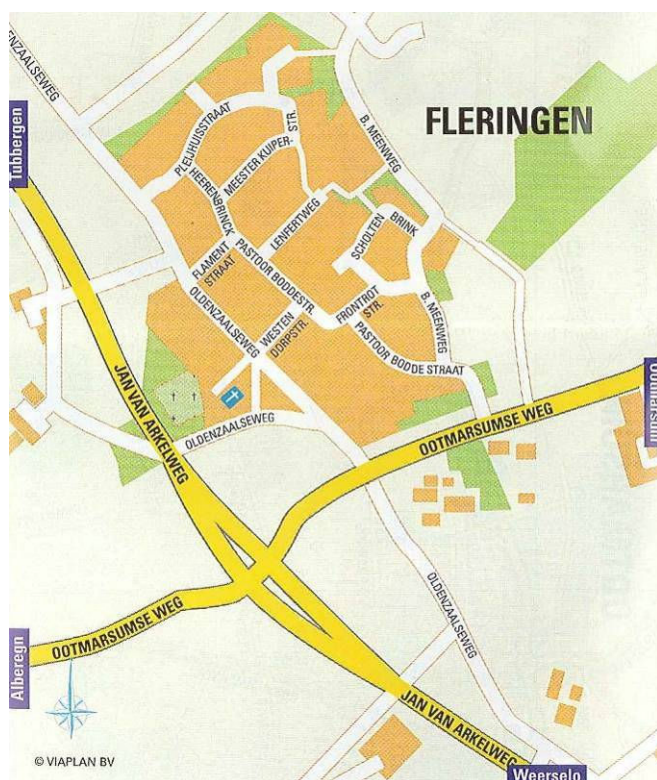 ENZAALSEWEG
FLERINGEN
Tubbergen
PLEIJHUISSTRAAT
MEESTER KUIPER-
STR.
B. MEENWEG
HEERENBRINCK
LENFERTWEG
SCHOLTEN
BRINK
FLAMENT
STRAAT
PASTOOR BODDESTR.
OLDENZAALSEWEG
WESTEN
DORPSTR.
FRONTROT
STR.
B. MEENWEG
PASTOOR BODDE STRAAT
JAN VAN ARKELWEG
OLDENZAALSEWEG
OOTMARSUMSE WEG
OOTMARSUMSE WEG
OLDENZAALSEWEG
Alberegn
JAN VAN ARKELWEG
© VIAPLAN BV
Weerselo